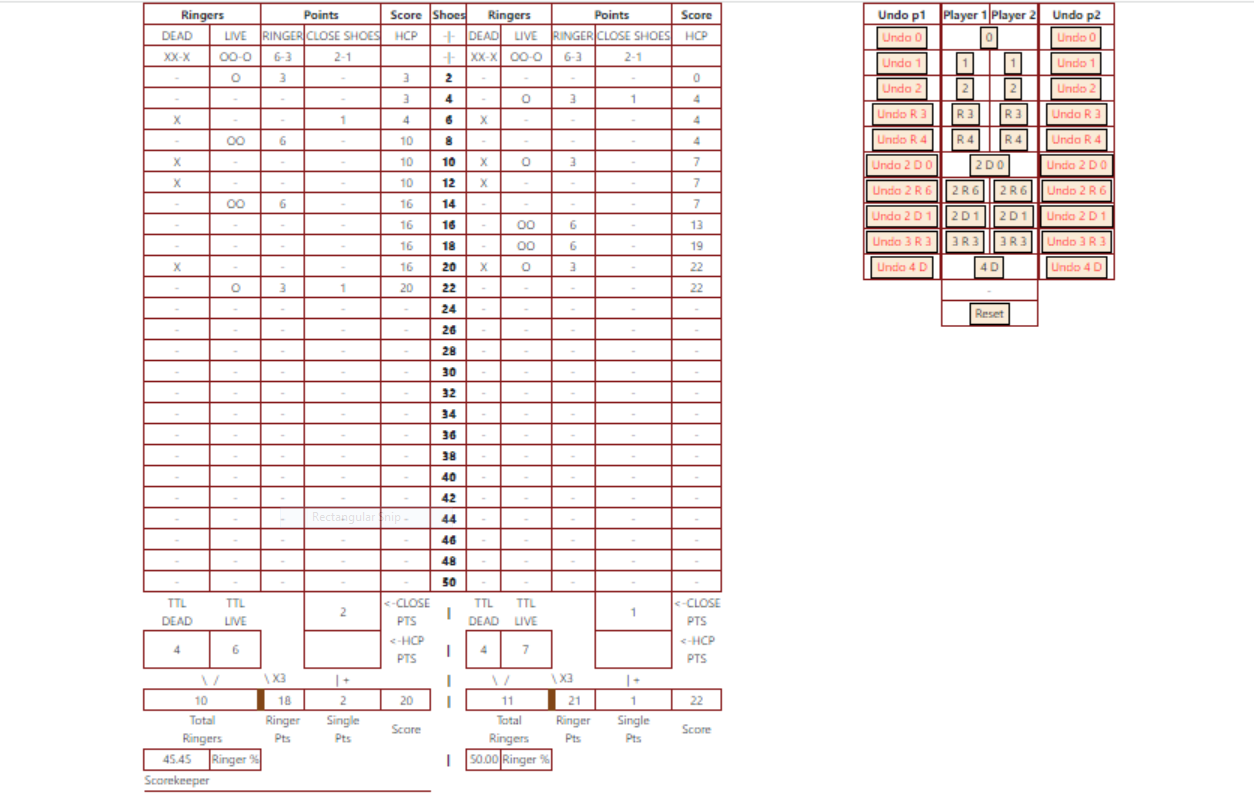 Ringers Points Score Shoes Ringers Points Score
DEAD LIVE RINGER CLOSE SHOES HCP -|- DEAD LIVE RINGER CLOSE SHOES HCP
XX-X OO-O 6-3 2-1 -|- XX-X OO-O 6-3 2-1
- O 3 - 3 2 - - - - 0
- - - - 3 4 - O 3 1 4
X - - 1 4 6 X - - - 4
- OO 6 - 10 8 - - - - 4
X - - - 10 10 X O 3 - 7
X - - - 10 12 X - - - 7
- OO 6 - 16 14 - - - - 7
- - - - 16 16 - OO 6 - 13
- - - - 16 18 - OO 6 - 19
X - - - 16 20 X O 3 - 22
- O 3 1 20 22 - - - - 22
- - - - - 24 - - - - -
- - - - - 26 - - - - -
- - - - - 28 - - - - -
- - - - - 30 - - - - -
- - - - - 32 - - - - -
- - - - - 34 - - - - -
- - - - - 36 - - - - -
- - - - - 38 - - - - -
- - - - - 40 - - - - -
- - - - - 42 - - - - -
- - - Rectangular Snip - 44 - - - - -
- - - - - 46 - - - - -
- - - - - 48 - - - - -
- - - - - 50 - - - - -
TTL DEAD TTL LIVE 2 <-CLOSE PTS | TTL DEAD TTL LIVE 1 <-CLOSE PTS
4 6 <-HCP PTS | 4 7 <-HCP PTS
\ / \ X3 | + | \ / \ X3 | +
10 18 2 20 | 11 21 1 22
Total Ringers Ringer Pts Single Pts Score Total Ringers Ringer Pts Single Pts Score
45.45 Ringer % | 50.00 Ringer %
Scorekeeper
Undo p1 Player 1 Player 2 Undo p2
Undo 0 0 Undo 0
Undo 1 1 1 Undo 1
Undo 2 2 2 Undo 2
Undo R 3 R 3 R 3 Undo R 3
Undo R 4 R 4 R 4 Undo R 4
Undo 2 D 0 2 D 0 Undo 2 D 0
Undo 2 R 6 2 R 6 2 R 6 Undo 2 R 6
Undo 2 D 1 2 D 1 2 D 1 Undo 2 D 1
Undo 3 R 3 3 R 3 3 R 3 Undo 3 R 3
Undo 4 D 4 D Undo 4 D
-
Reset